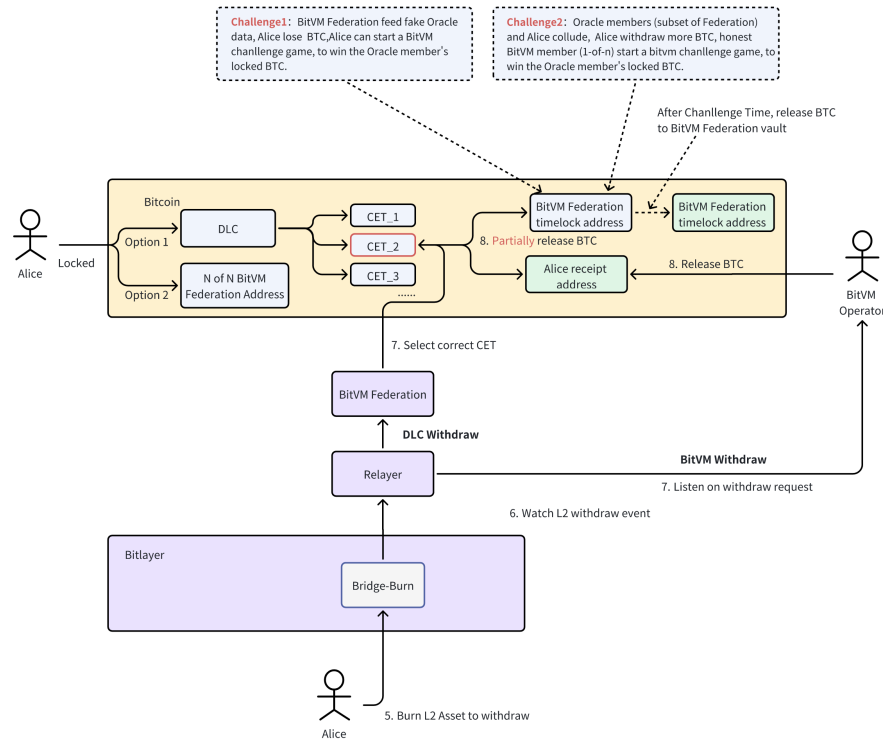 Challenge1：BitVM Federation feed fake Oracle
data, Alice lose BTC,Alice can start a BitVM
chanllenge game, to win the Oracle member's
locked BTC.
Challenge2：Oracle members (subset of Federation)
and Alice collude, Alice withdraw more BTC, honest
BitVM member (1-of-n) start a bitvm chanllenge game, to
win the Oracle member's locked BTC.
After Chanllenge Time, release BTC
to BitVM Federation vault
Bitcoin
Alice
Locked
Option 1
Option 2
DLC
N of N BitVM
Federation Address
CET_1
CET_2
CET_3
......
BitVM Federation
timelock address
BitVM Federation
timelock address
8. Partially release BTC
Alice receipt
address
8. Release BTC
BitVM
Operator
7. Select correct CET
BitVM Federation
DLC Withdraw
Relayer
BitVM Withdraw
7. Listen on withdraw request
6. Watch L2 withdraw event
Bitlayer
Bridge-Burn
5. Burn L2 Asset to withdraw
Alice